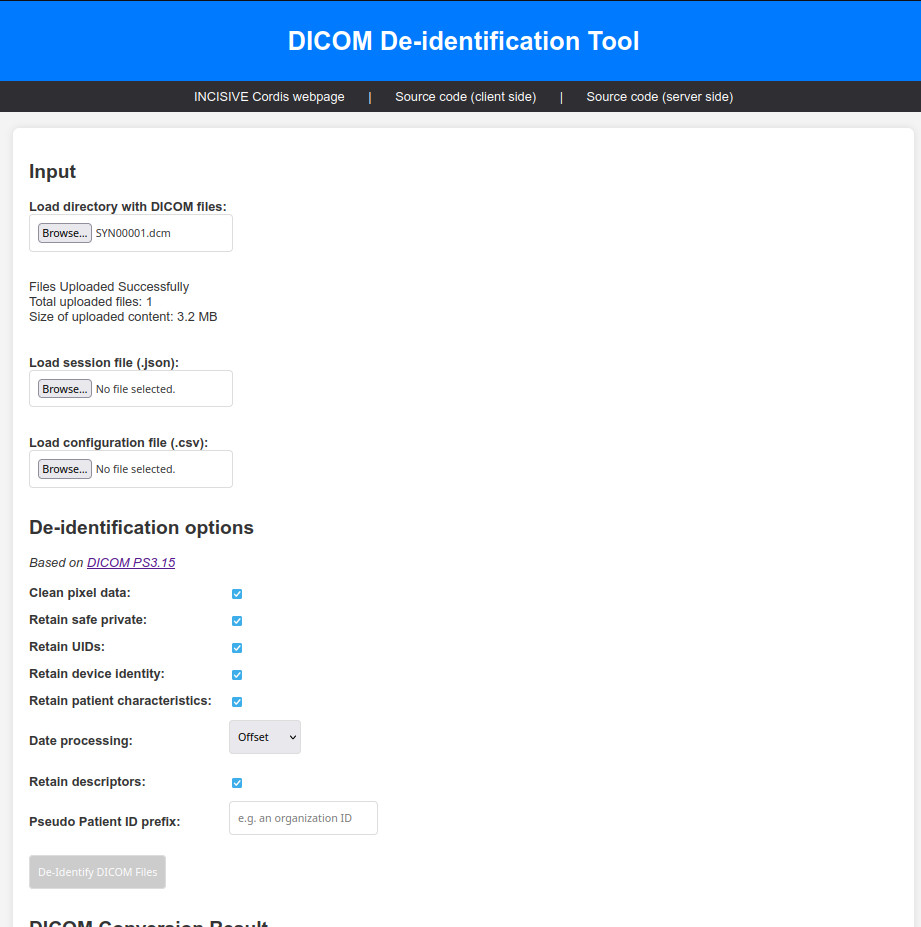 DICOM De-identification Tool
INCISIVE Cordis webpage | Source code (client side) | Source code (server side)
Input
Load directory with DICOM files:
Browse... SYN00001.dcm
Files Uploaded Successfully
Total uploaded files: 1
Size of uploaded content: 3.2 MB
Load session file (.json):
Browse... No file selected.
Load configuration file (.csv):
Browse... No file selected.
De-identification options
Based on DICOM PS3.15
Clean pixel data:
Retain safe private:
Retain UIDs:
Retain device identity:
Retain patient characteristics:
Date processing: Offset
Retain descriptors:
Pseudo Patient ID prefix: e.g. an organization ID
De-Identify DICOM Files
DICOM Conversion Result